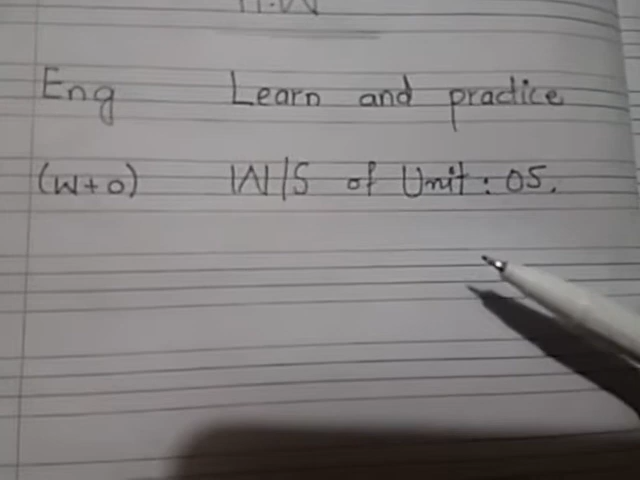 H.W
Eng Learn and practice
(W+O) W/S of Unit : 05.